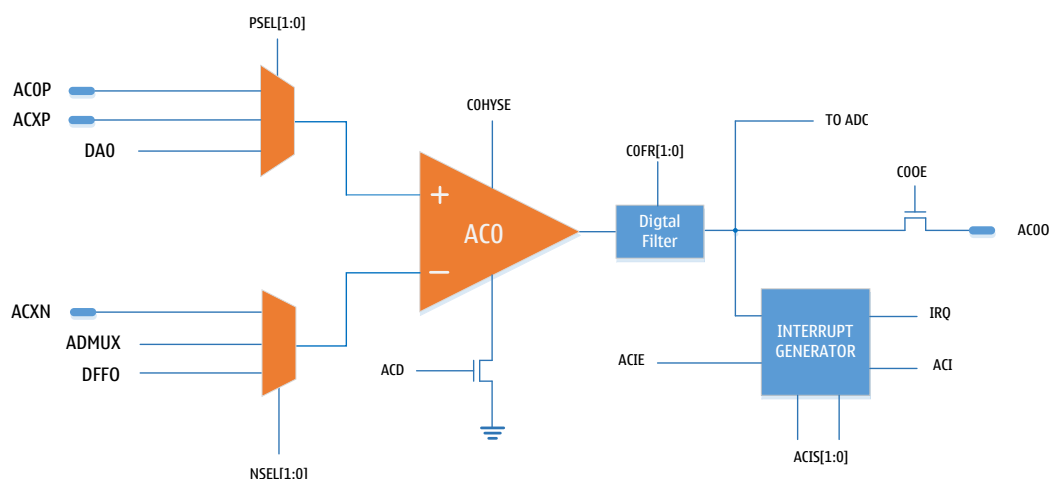 PSEL[1:0]
AC0P
ACXP
DA0
C0HYSE
C0FR[1:0]
TO ADC
C0OE
+
AC0
−
Digtal
Filter
AC0O
ACXN
ADMUX
DFFO
ACD
ACIE
INTERRUPT
GENERATOR
IRQ
ACI
NSEL[1:0]
ACIS[1:0]